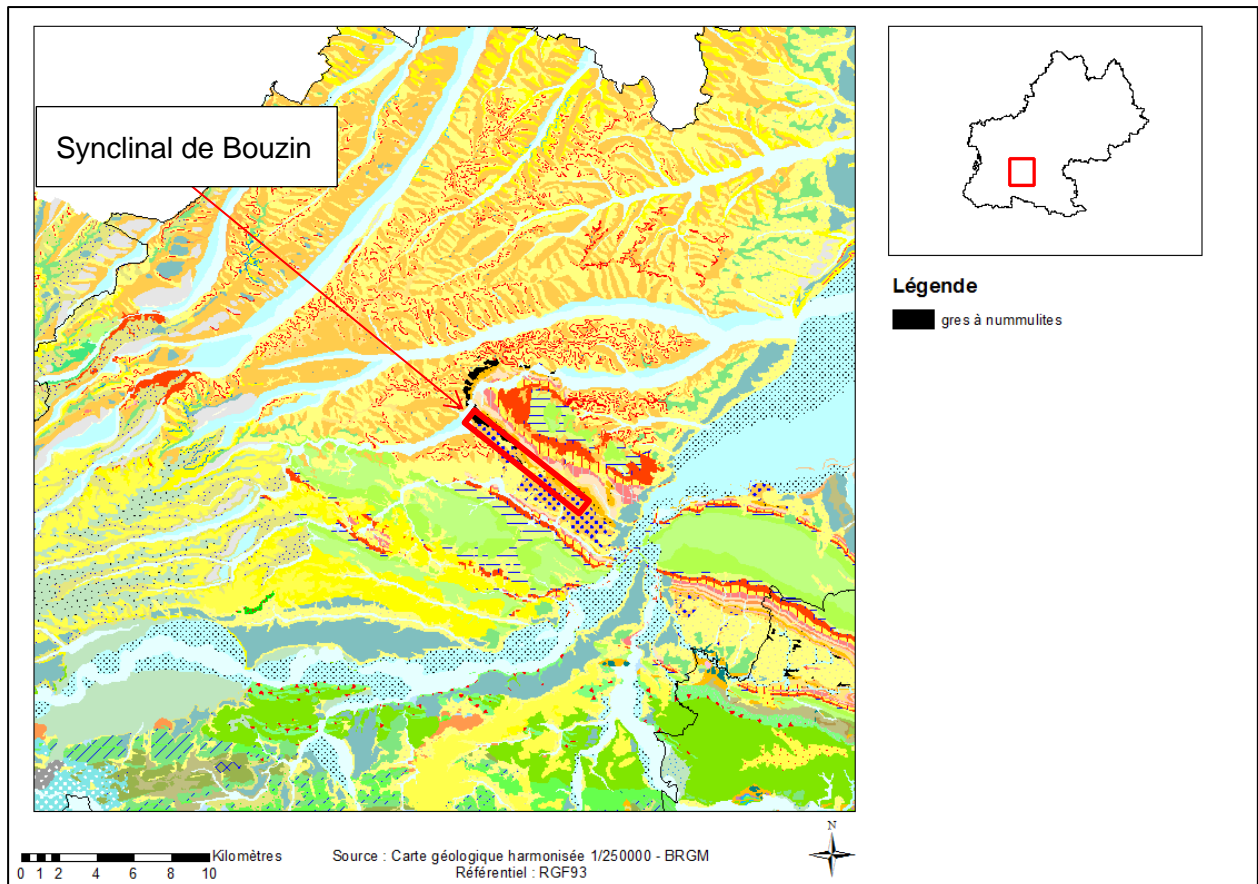 Synclinal de Bouzin
Légende
gres à nummulites
N
Kilomètres
0 1 2 4 6 8 10
Source : Carte géologique harmonisée 1/250000 - BRGM
Référentiel : RGF93